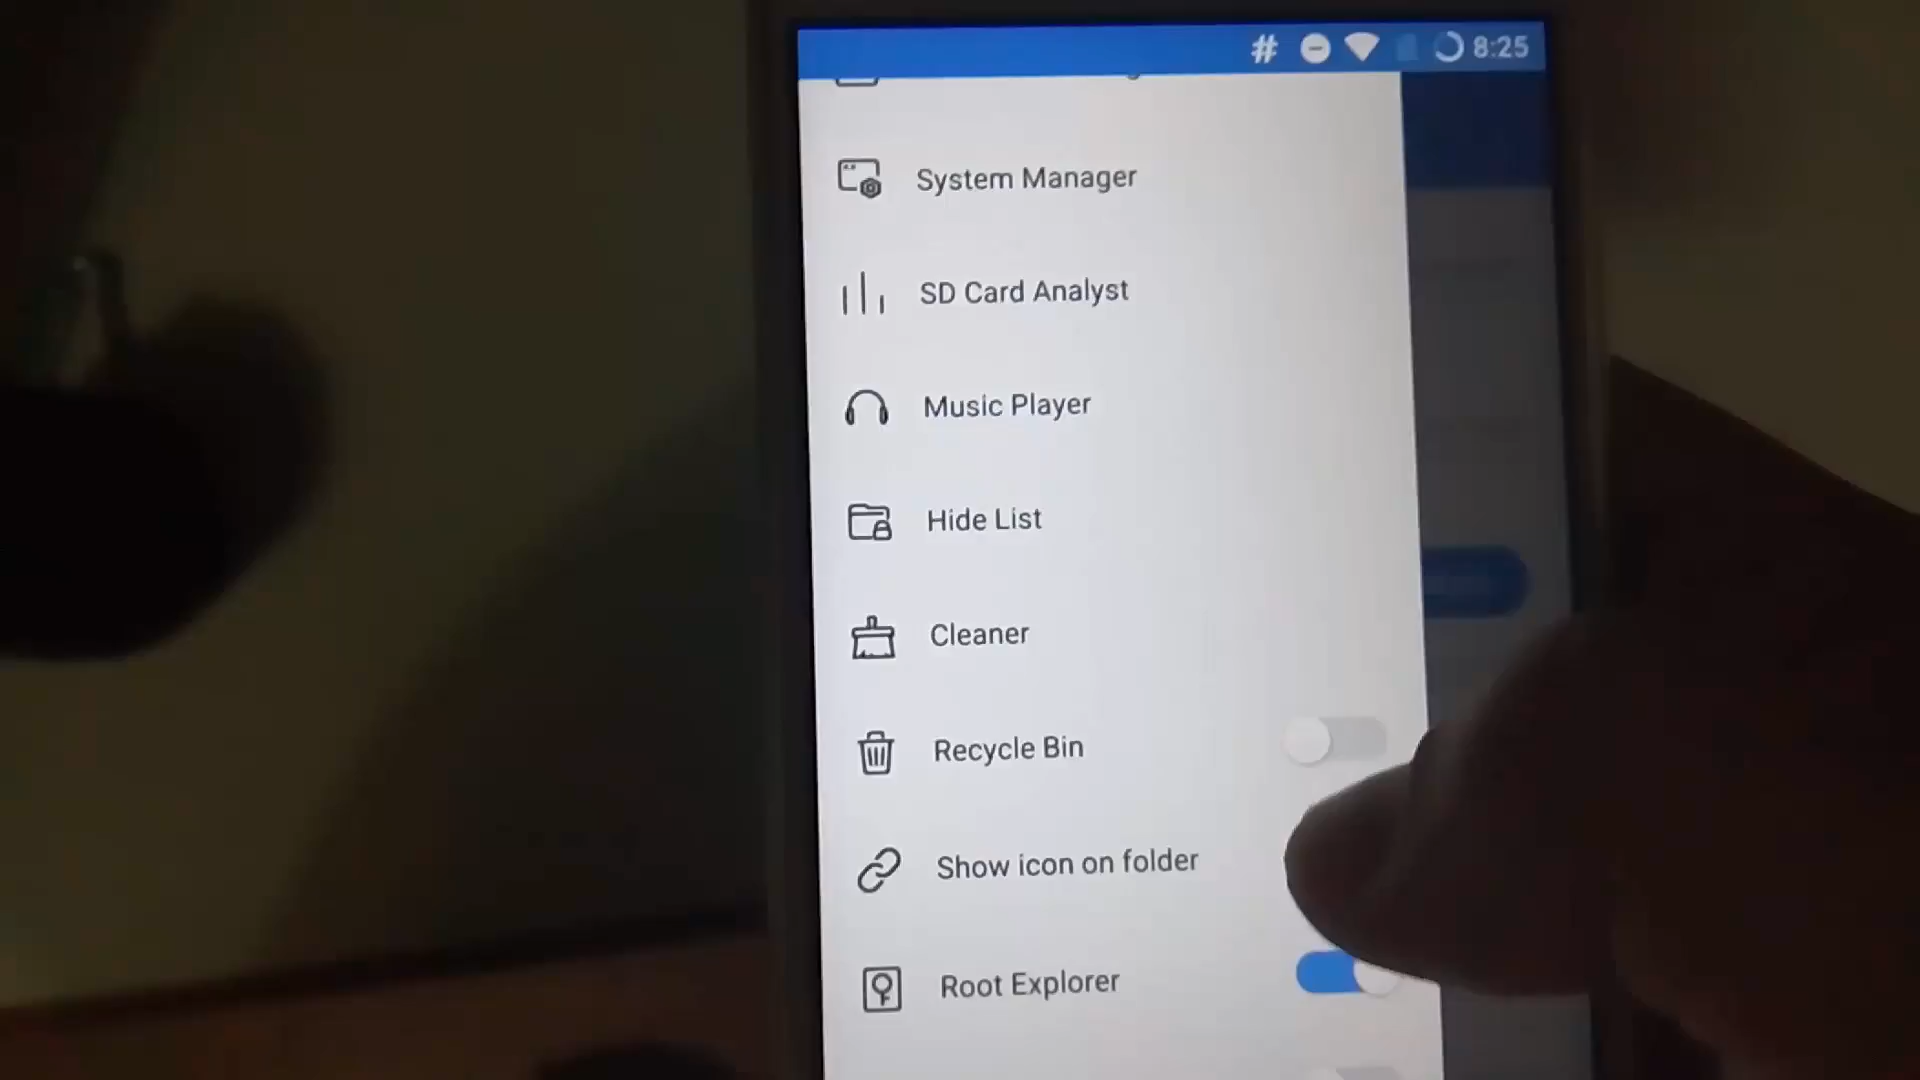 # 8:25
System Manager
SD Card Analyst
Music Player
Hide List
Cleaner
Recycle Bin
Show icon on folder
Root Explorer